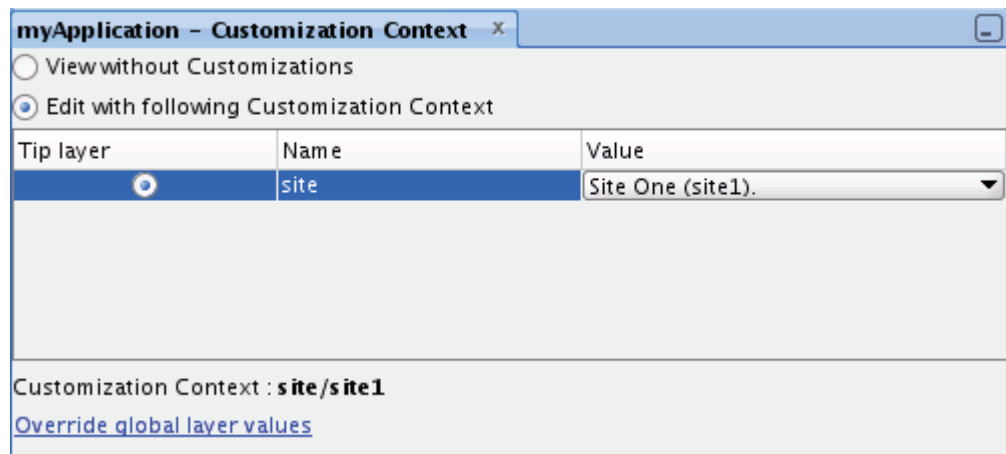 myApplication – Customization Context x
View without Customizations
Edit with following Customization Context
Tip layer Name Value
site Site One (site1).
Customization Context : site/site1
Override global layer values